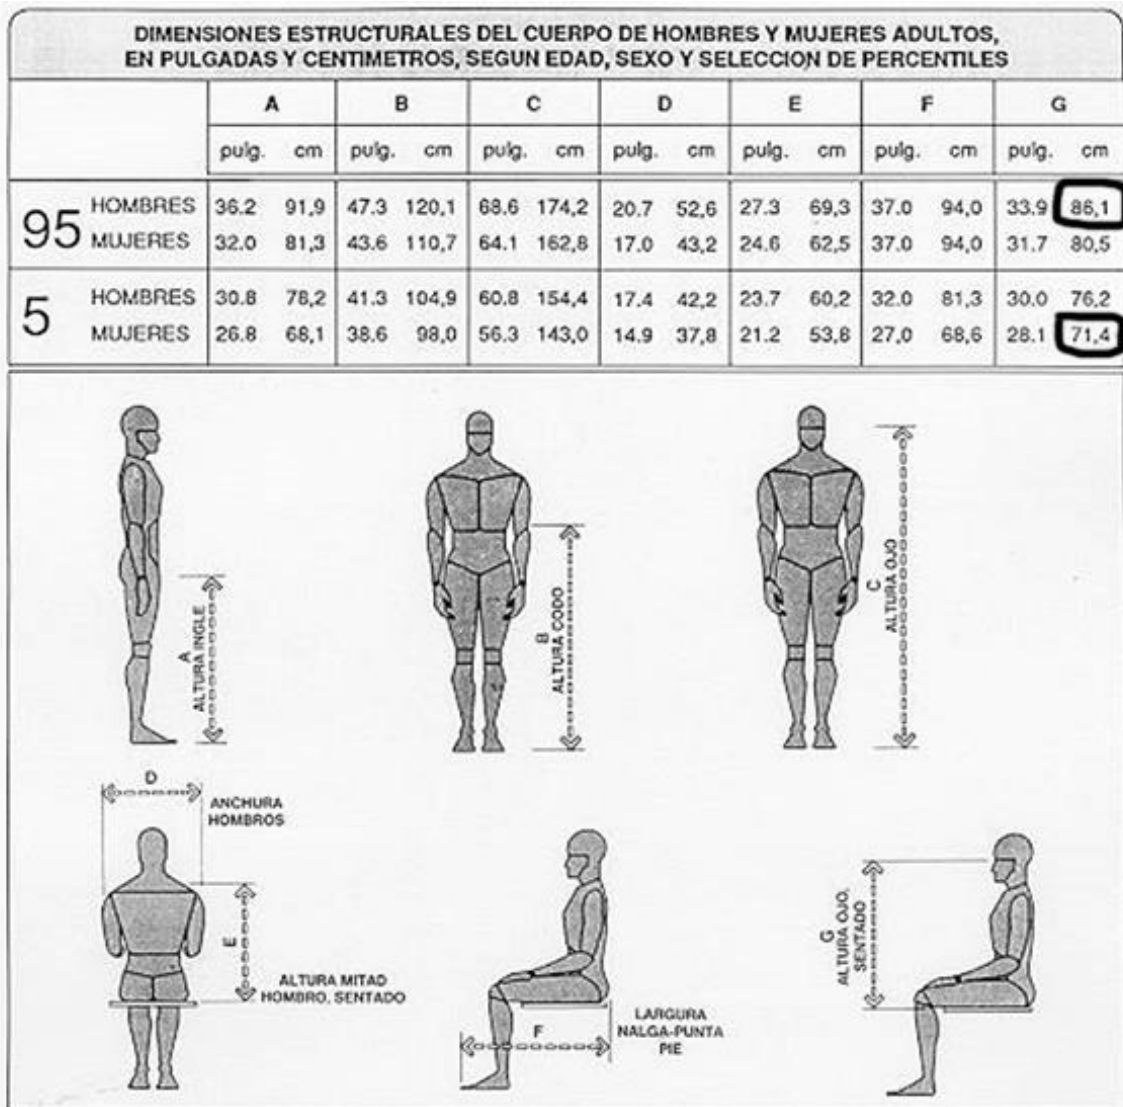 DIMENSIONES ESTRUCTURALES DEL CUERPO DE HOMBRES Y MUJERES ADULTOS,
EN PULGADAS Y CENTIMETROS, SEGUN EDAD, SEXO Y SELECCION DE PERCENTILES
A B C D E F G
pulg. cm pulg. cm pulg. cm pulg. cm pulg. cm pulg. cm pulg. cm
95 HOMBRES 36.2 91,9 47.3 120,1 68.6 174,2 20.7 52,6 27.3 69,3 37.0 94,0 33.9 86,1
MUJERES 32.0 81,3 43.6 110,7 64.1 162,8 17.0 43,2 24.6 62,5 37.0 94,0 31.7 80,5
5 HOMBRES 30.8 78,2 41.3 104,9 60.8 154,4 17.4 42,2 23.7 60,2 32.0 81,3 30.0 76,2
MUJERES 26.8 68,1 38.6 98,0 56.3 143,0 14.9 37,8 21.2 53,8 27,0 68,6 28.1 71,4
A
ALTURA INGLE
B
ALTURA CODO
C
ALTURA OJO
D
ANCHURA
HOMBROS
E
ALTURA MITAD
HOMBRO, SENTADO
F
LARGURA
NALGA-PUNTA
PIE
G
ALTURA OJO,
SENTADO